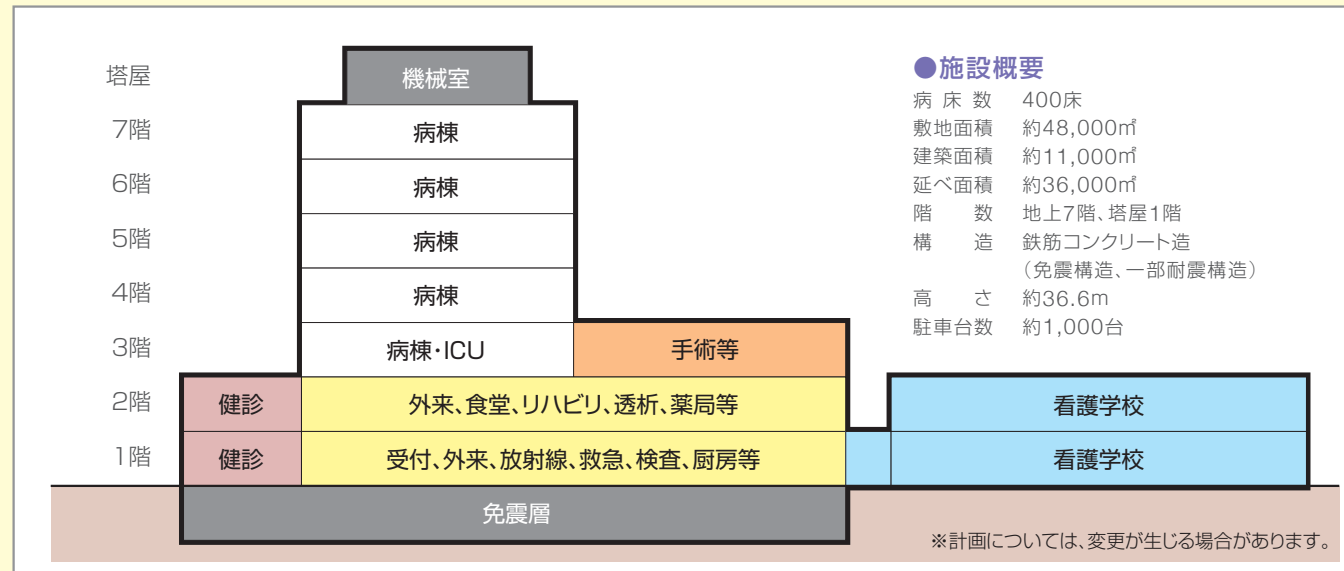 塔屋 機械室
7階 病棟
6階 病棟
5階 病棟
4階 病棟
3階 病棟・ICU 手術等
2階 健診 外来、食堂、リハビリ、透析、薬局等 看護学校
1階 健診 受付、外来、放射線、救急、検査、厨房等 看護学校
免震層
●施設概要
病床数 400床
敷地面積 約48,000㎡
建築面積 約11,000㎡
延べ面積 約36,000㎡
階数 地上7階、塔屋1階
構造 鉄筋コンクリート造
（免震構造、一部耐震構造）
高さ 約36.6m
駐車台数 約1,000台
※計画については、変更が生じる場合があります。